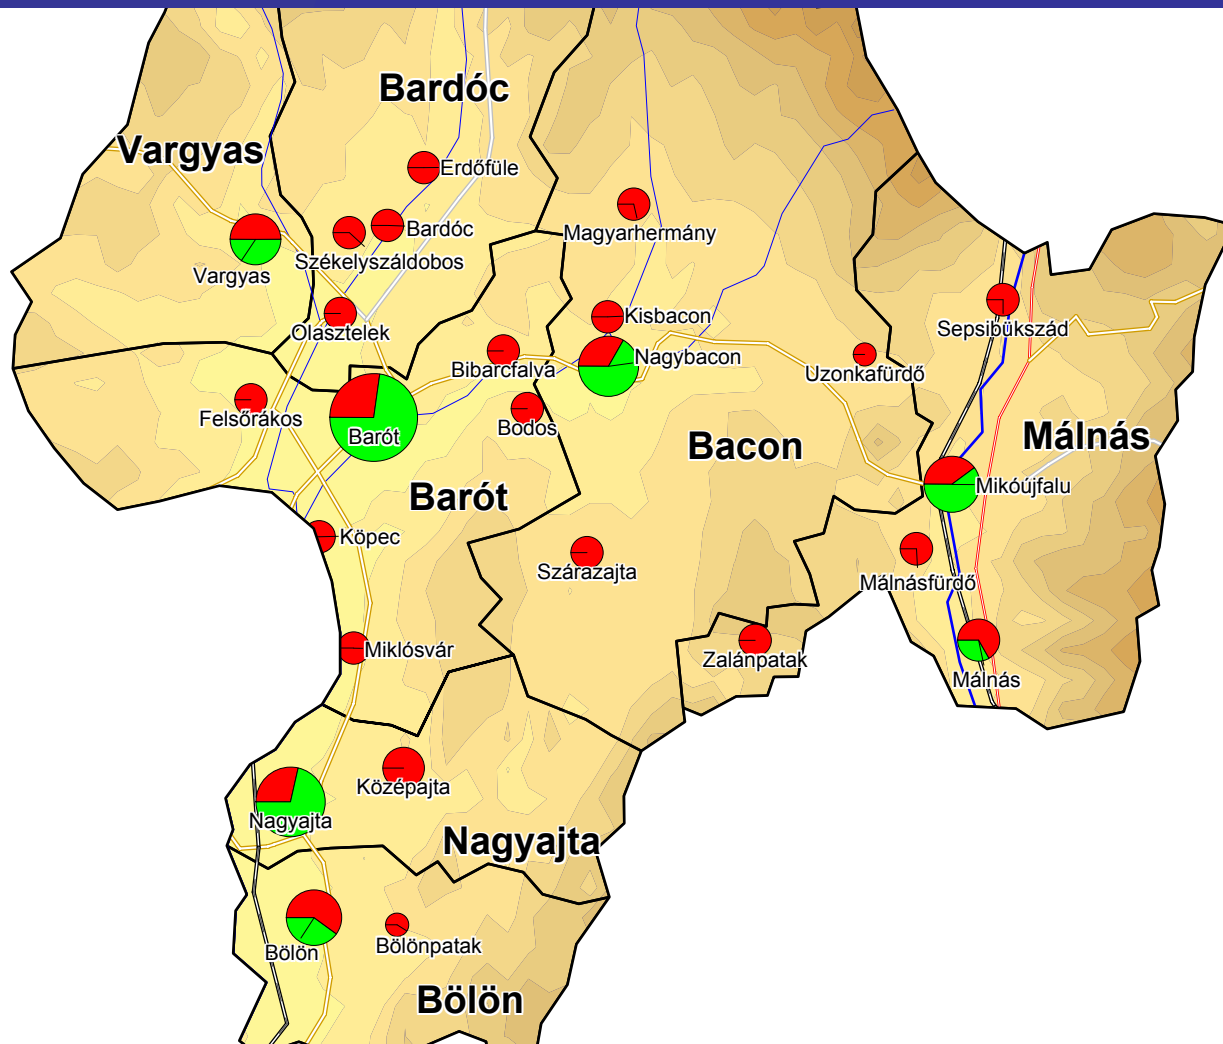 Bardóc
Vargyas
Erdőfüle
Magyarhermány
Bardóc
Székelyszáldobos
Vargyas
Kisbacon
Sepsibükszád
Olasztelek
Nagybacon
Bibarcfalva
Uzonkafürdő
Felsőrákos
Bodos
Barót
Málnás
Bacon
Mikóújfalu
Barót
Köpec
Szárazajta
Málnásfürdő
Miklósvár
Zalánpatak
Málnás
Középajta
Nagyajta
Nagyajta
Bölönpatak
Bölön
Bölön